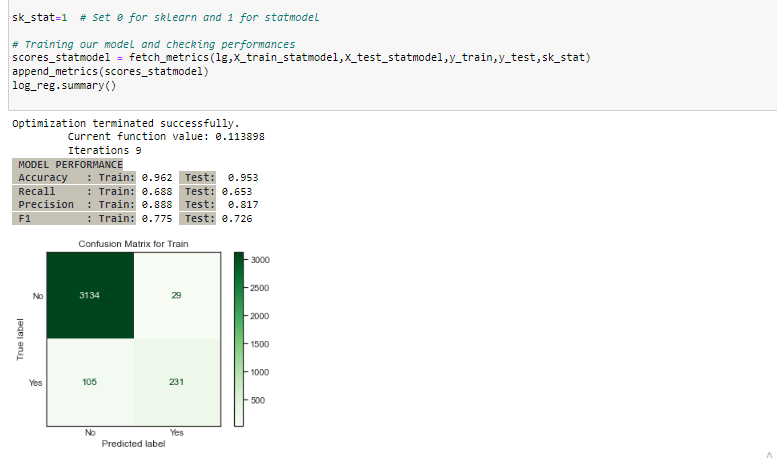 sk_stat=1  # Set 0 for sklearn and 1 for statmodel
# Training our model and checking performances
scores_statmodel = fetch_metrics(lg,X_train_statmodel,X_test_statmodel,y_train,y_test,sk_stat)
append_metrics(scores_statmodel)
log_reg.summary()
Optimization terminated successfully.
Current function value: 0.113898
Iterations 9
MODEL PERFORMANCE
Accuracy : Train: 0.962 Test: 0.953
Recall : Train: 0.688 Test: 0.653
Precision : Train: 0.888 Test: 0.817
F1 : Train: 0.775 Test: 0.726
Confusion Matrix for Train
3000
2500
2000
1500
1000
500
True label
No
3134
29
Yes
105
231
No
Yes
Predicted label